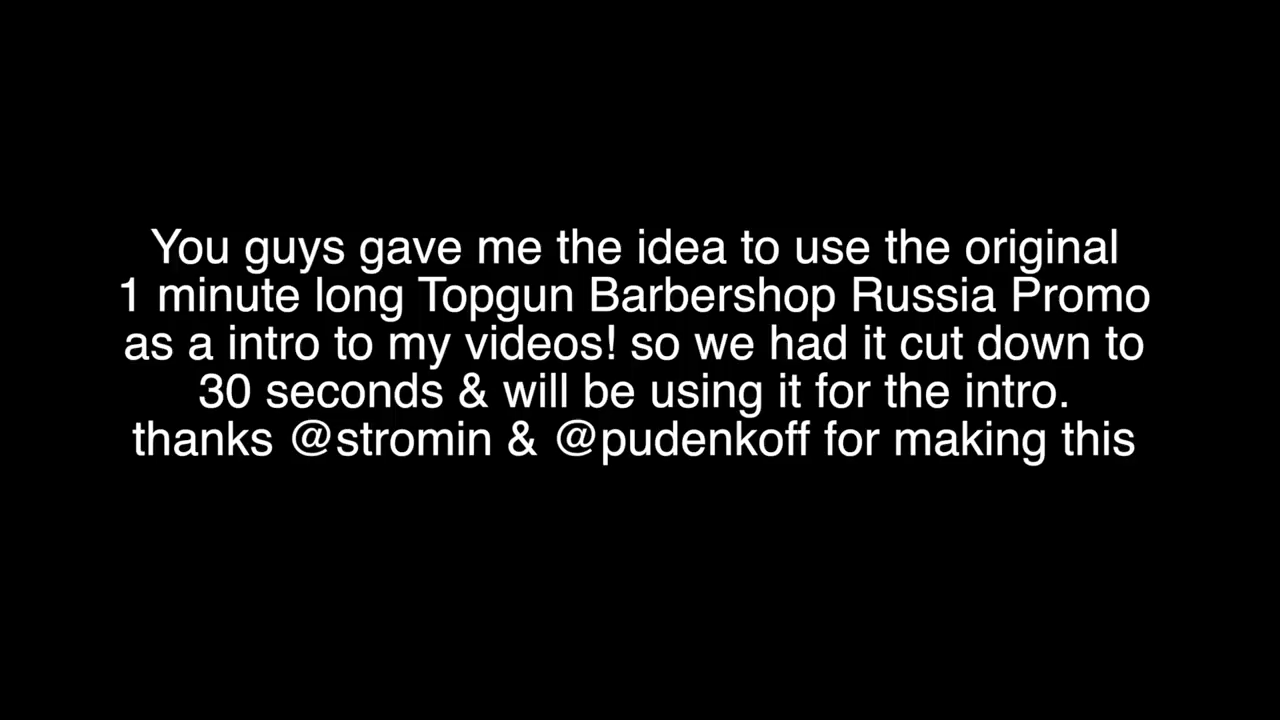 You guys gave me the idea to use the original
1 minute long Topgun Barbershop Russia Promo
as a intro to my videos! so we had it cut down to
30 seconds & will be using it for the intro.
thanks @stromin & @pudenkoff for making this